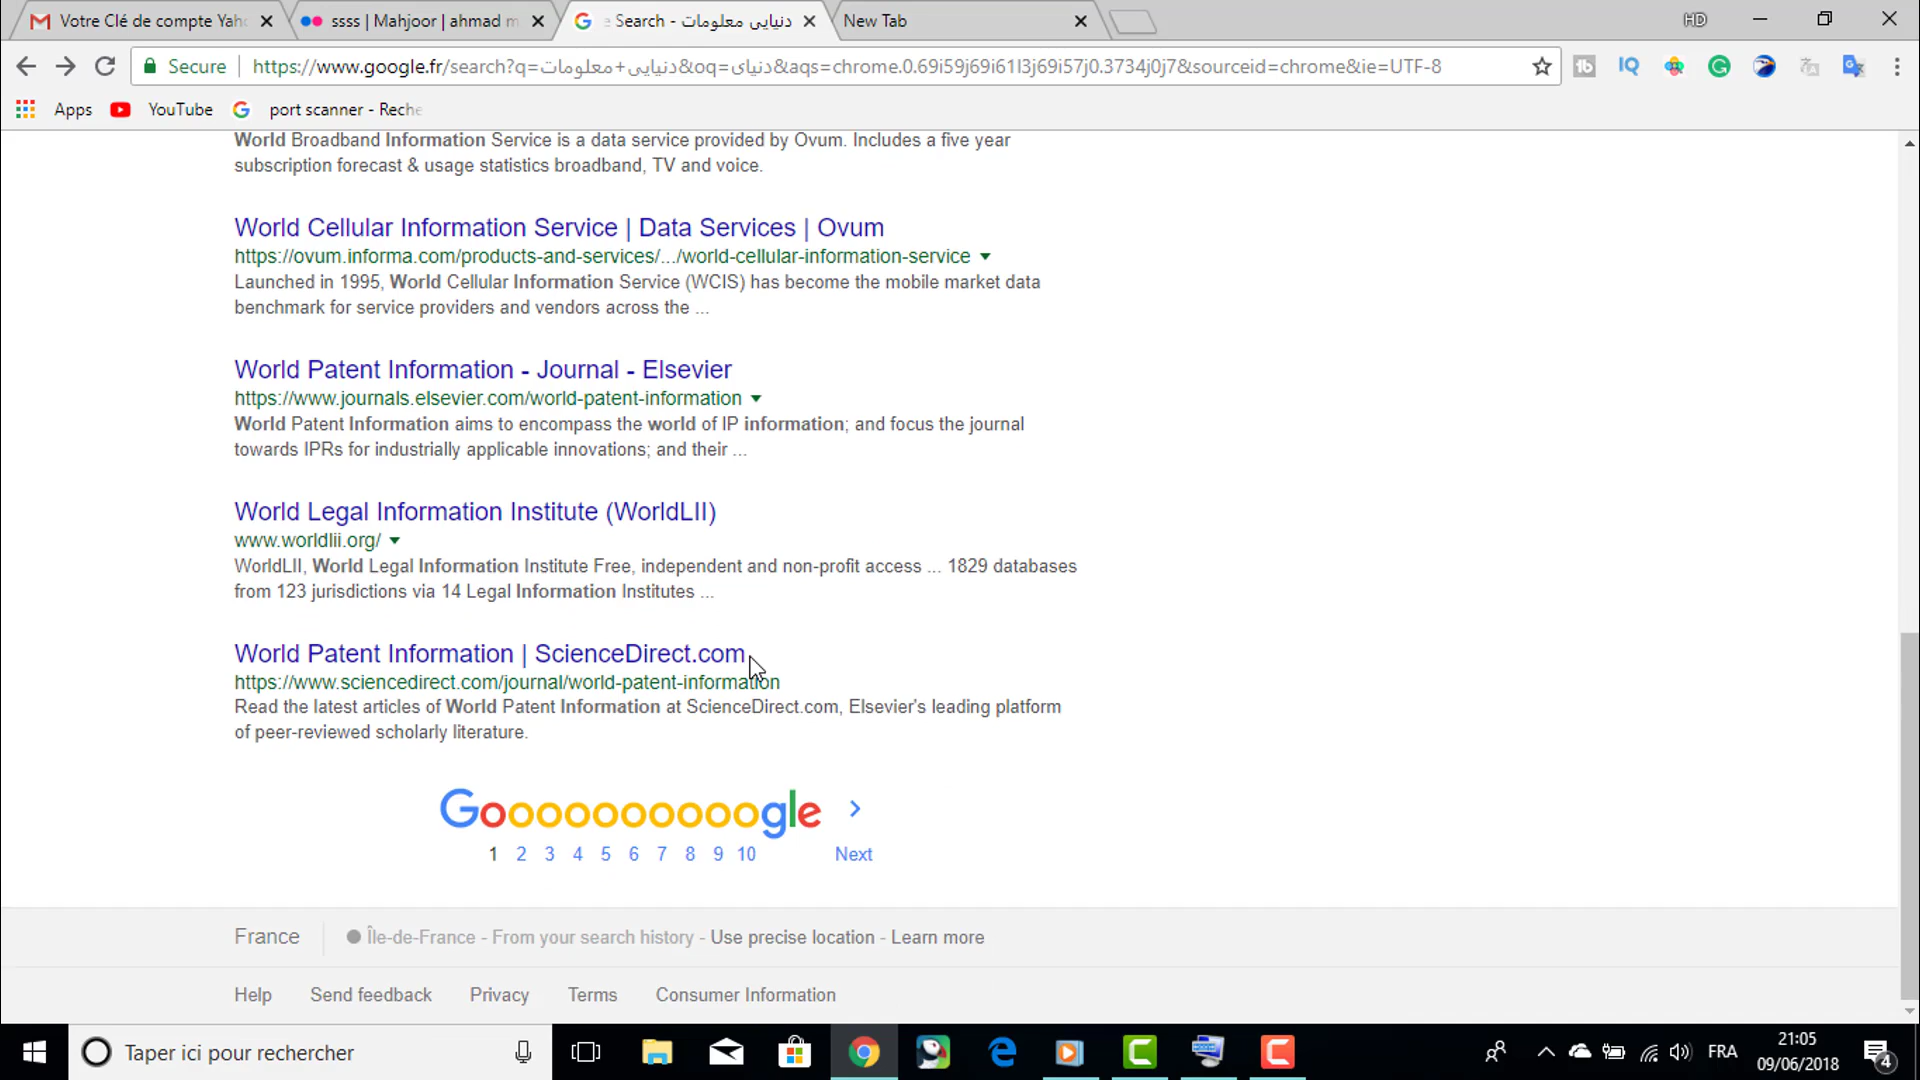 Votre Clé de compte Yah
ssss | Mahjoor | ahmad m
e Search - دنیایی معلومات
New Tab
HD
Secure
https://www.google.fr/search?q=دنیایی+معلومات&oq=دنیای&aqs=chrome.0.69i59j69i61l3j69i57j0.3734j0j7&sourceid=chrome&ie=UTF-8
Apps
YouTube
port scanner - Reche
World Broadband Information Service is a data service provided by Ovum. Includes a five year
subscription forecast & usage statistics broadband, TV and voice.
World Cellular Information Service | Data Services | Ovum
https://ovum.informa.com/products-and-services/.../world-cellular-information-service
Launched in 1995, World Cellular Information Service (WCIS) has become the mobile market data
benchmark for service providers and vendors across the ...
World Patent Information - Journal - Elsevier
https://www.journals.elsevier.com/world-patent-information
World Patent Information aims to encompass the world of IP information; and focus the journal
towards IPRs for industrially applicable innovations; and their ...
World Legal Information Institute (WorldLII)
www.worldlii.org/
WorldLII, World Legal Information Institute Free, independent and non-profit access ... 1829 databases
from 123 jurisdictions via 14 Legal Information Institutes ...
World Patent Information | ScienceDirect.com
https://www.sciencedirect.com/journal/world-patent-information
Read the latest articles of World Patent Information at ScienceDirect.com, Elsevier's leading platform
of peer-reviewed scholarly literature.
Goooooooooogle
1 2 3 4 5 6 7 8 9 10 Next
France
Île-de-France - From your search history - Use precise location - Learn more
Help Send feedback Privacy Terms Consumer Information
Taper ici pour rechercher
FRA
21:05
09/06/2018
4